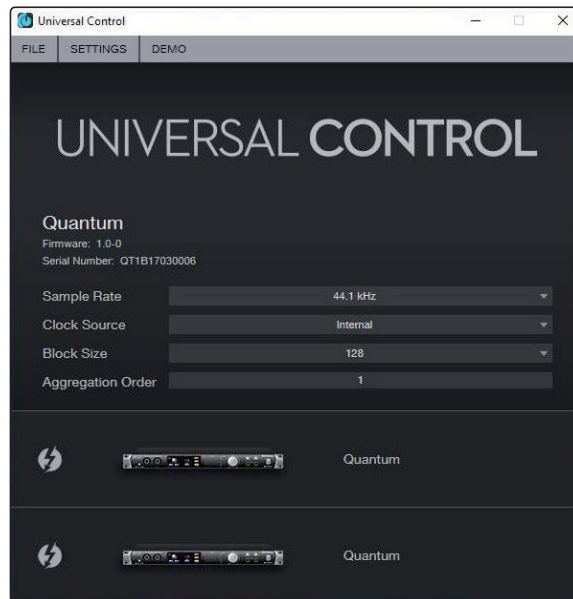 Universal Control
FILE SETTINGS DEMO
UNIVERSAL CONTROL
Quantum
Firmware: 1.0-0
Serial Number: QT1B17030006
Sample Rate 44.1 kHz
Clock Source Internal
Block Size 128
Aggregation Order 1
Quantum
Quantum